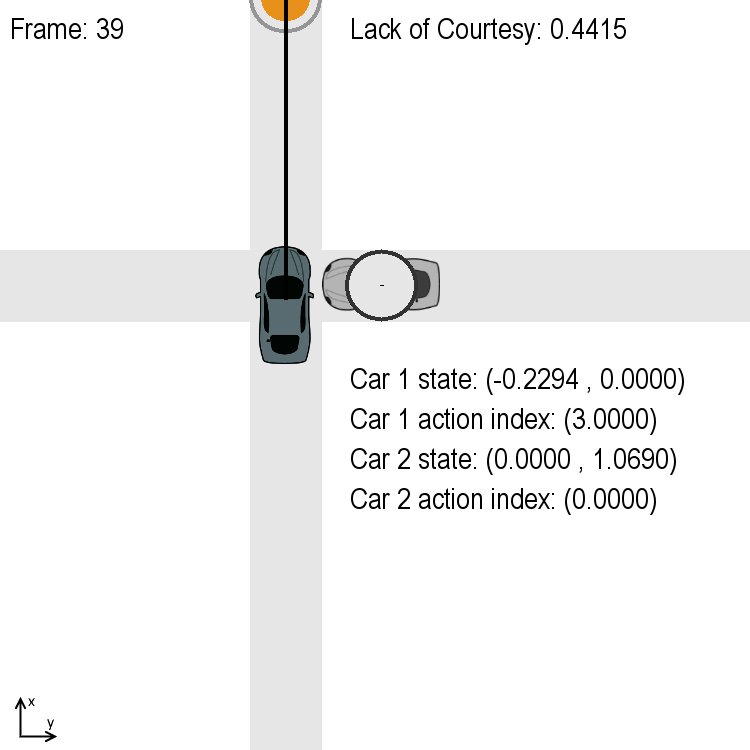 Frame: 39
Lack of Courtesy: 0.4415
Car 1 state: (-0.2294 , 0.0000)
Car 1 action index: (3.0000)
Car 2 state: (0.0000 , 1.0690)
Car 2 action index: (0.0000)
x
y